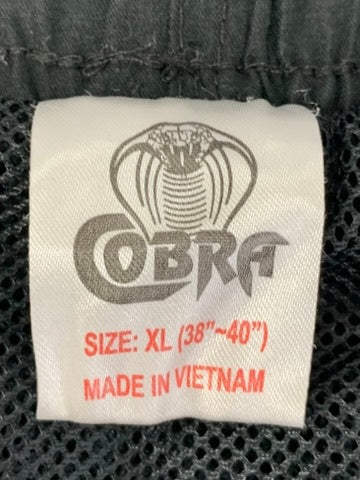 COBRA
SIZE: XL (38"~40")
MADE IN VIETNAM